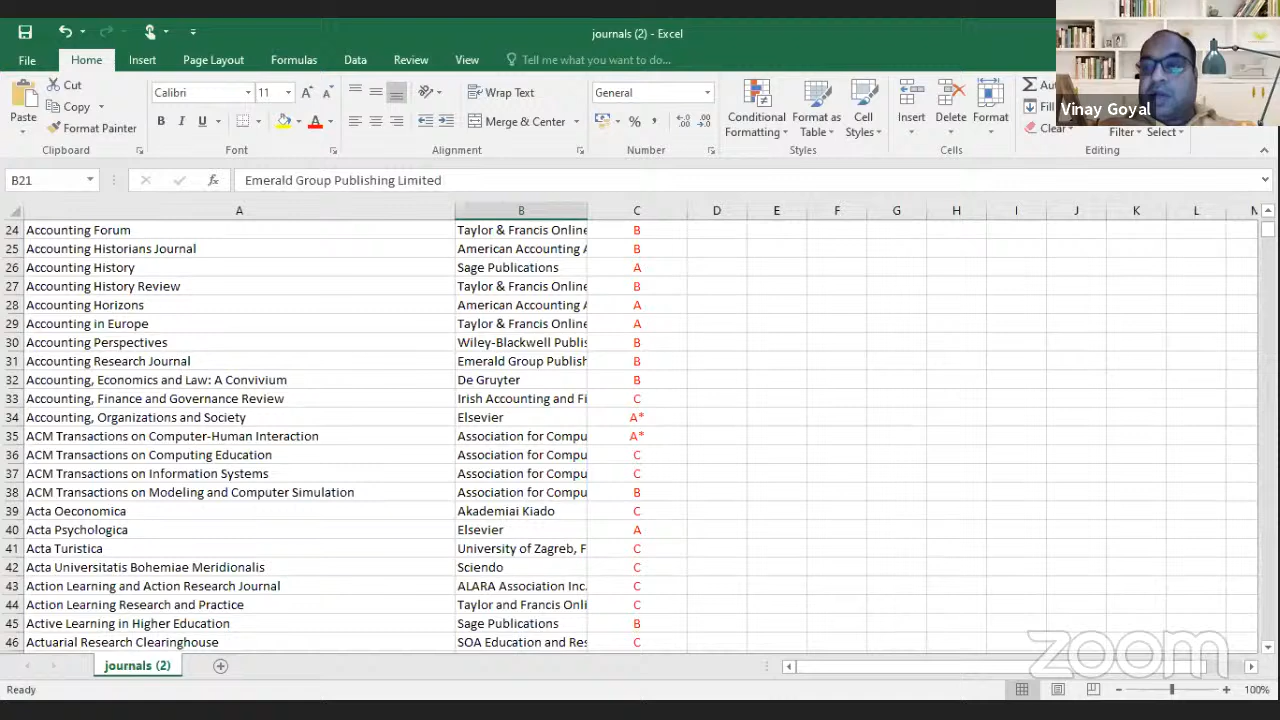 journals (2) - Excel
File Home Insert Page Layout Formulas Data Review View Tell me what you want to do...
Vinay Goyal
Paste
Cut
Copy
Format Painter
Clipboard
Calibri 11
B I U
Font
Wrap Text
Merge & Center
Alignment
General
Number
Conditional Formatting
Format as Table
Cell Styles
Styles
Insert Delete Format
Cells
Fill
Clear
Filter
Select
Editing
B21 fx Emerald Group Publishing Limited
A B C D E F G H I J K L
24 Accounting Forum Taylor & Francis Online B
25 Accounting Historians Journal American Accounting A B
26 Accounting History Sage Publications A
27 Accounting History Review Taylor & Francis Online B
28 Accounting Horizons American Accounting A A
29 Accounting in Europe Taylor & Francis Online A
30 Accounting Perspectives Wiley-Blackwell Publis B
31 Accounting Research Journal Emerald Group Publish B
32 Accounting, Economics and Law: A Convivium De Gruyter B
33 Accounting, Finance and Governance Review Irish Accounting and Fi C
34 Accounting, Organizations and Society Elsevier A*
35 ACM Transactions on Computer-Human Interaction Association for Compu A*
36 ACM Transactions on Computing Education Association for Compu C
37 ACM Transactions on Information Systems Association for Compu C
38 ACM Transactions on Modeling and Computer Simulation Association for Compu B
39 Acta Oeconomica Akademiai Kiado C
40 Acta Psychologica Elsevier A
41 Acta Turistica University of Zagreb, F C
42 Acta Universitatis Bohemiae Meridionalis Sciendo C
43 Action Learning and Action Research Journal ALARA Association Inc. C
44 Action Learning Research and Practice Taylor and Francis Onli C
45 Active Learning in Higher Education Sage Publications B
46 Actuarial Research Clearinghouse SOA Education and Res C
journals (2)
zoom
Ready 100%